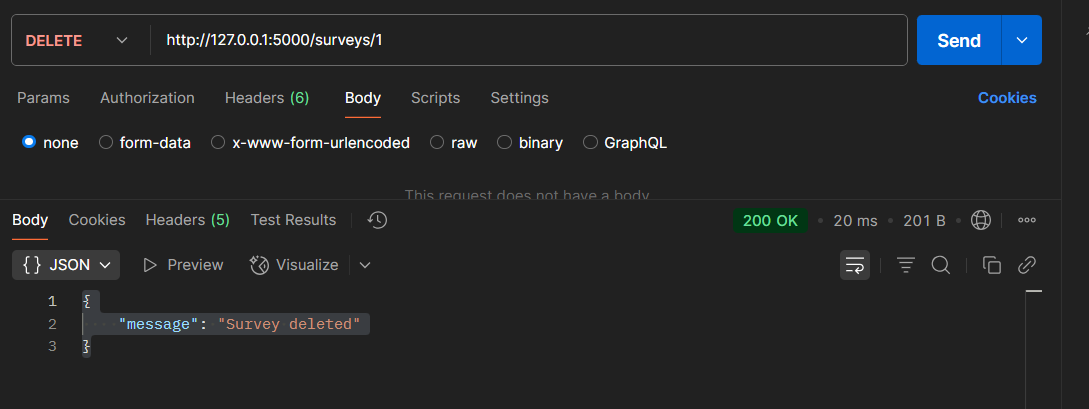 DELETE http://127.0.0.1:5000/surveys/1 Send
Params Authorization Headers (6) Body Scripts Settings Cookies
none form-data x-www-form-urlencoded raw binary GraphQL
This request does not have a body
Body Cookies Headers (5) Test Results 200 OK • 20 ms • 201 B •
{} JSON Preview Visualize
1 {
2 "message": "Survey deleted"
3 }